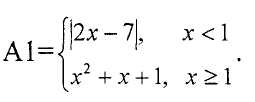 A1= { |2x − 7|, x < 1
x² + x + 1, x ≥ 1 .